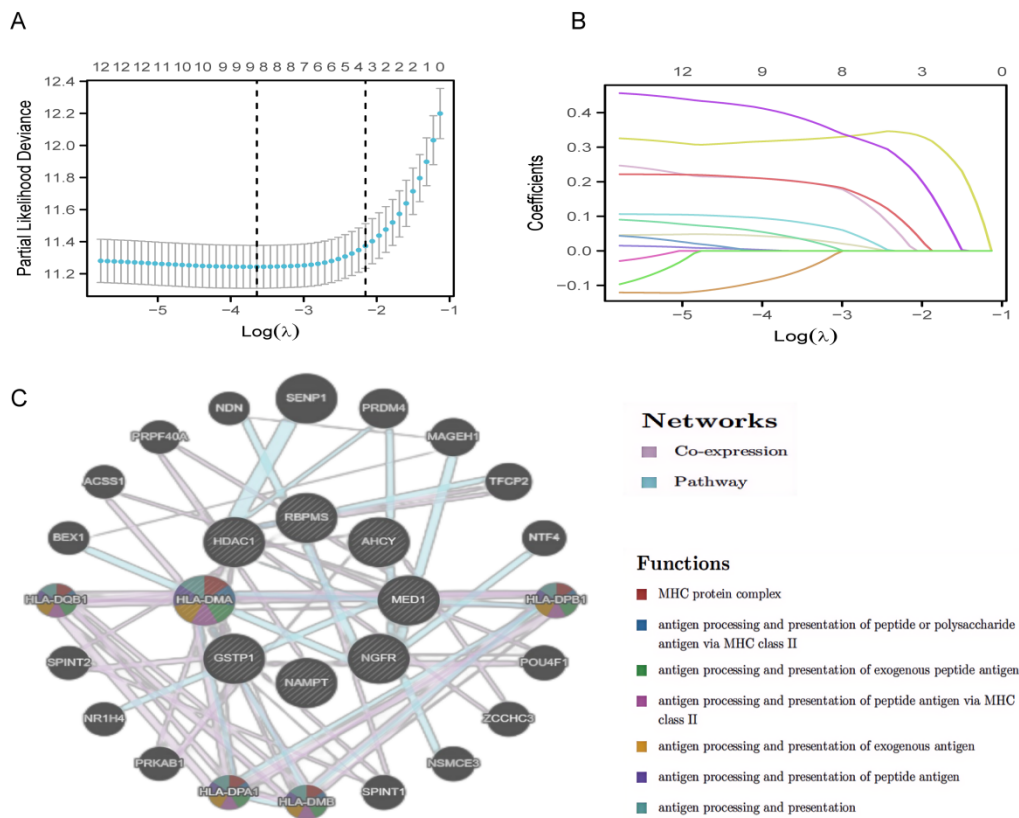 A
12 12 12 11 10 10 9 9 9 8 8 8 7 6 6 5 4 3 2 2 2 1 0
Partial Likelihood Deviance
12.4
12.2
12.0
11.8
11.6
11.4
11.2
−5 −4 −3 −2 −1
Log(λ)
B
12 9 8 3 0
Coefficients
0.4
0.3
0.2
0.1
0.0
−0.1
−5 −4 −3 −2 −1
Log(λ)
C
SENP1
NDN
PRDM4
PRPF40A
MAGEH1
ACSS1
TFCP2
RBPMS
HDAC1
AHCY
BEX1
NTF4
HLA-DQB1
HLA-DMA
MED1
HLA-DPB1
SPINT2
GSTP1
NGFR
POU4F1
NAMPT
NR1H4
ZCCHC3
PRKAB1
NSMCE3
HLA-DPA1
HLA-DMB
SPINT1
Networks
Co-expression
Pathway
Functions
MHC protein complex
antigen processing and presentation of peptide or polysaccharide
antigen via MHC class II
antigen processing and presentation of exogenous peptide antigen
antigen processing and presentation of peptide antigen via MHC
class II
antigen processing and presentation of exogenous antigen
antigen processing and presentation of peptide antigen
antigen processing and presentation